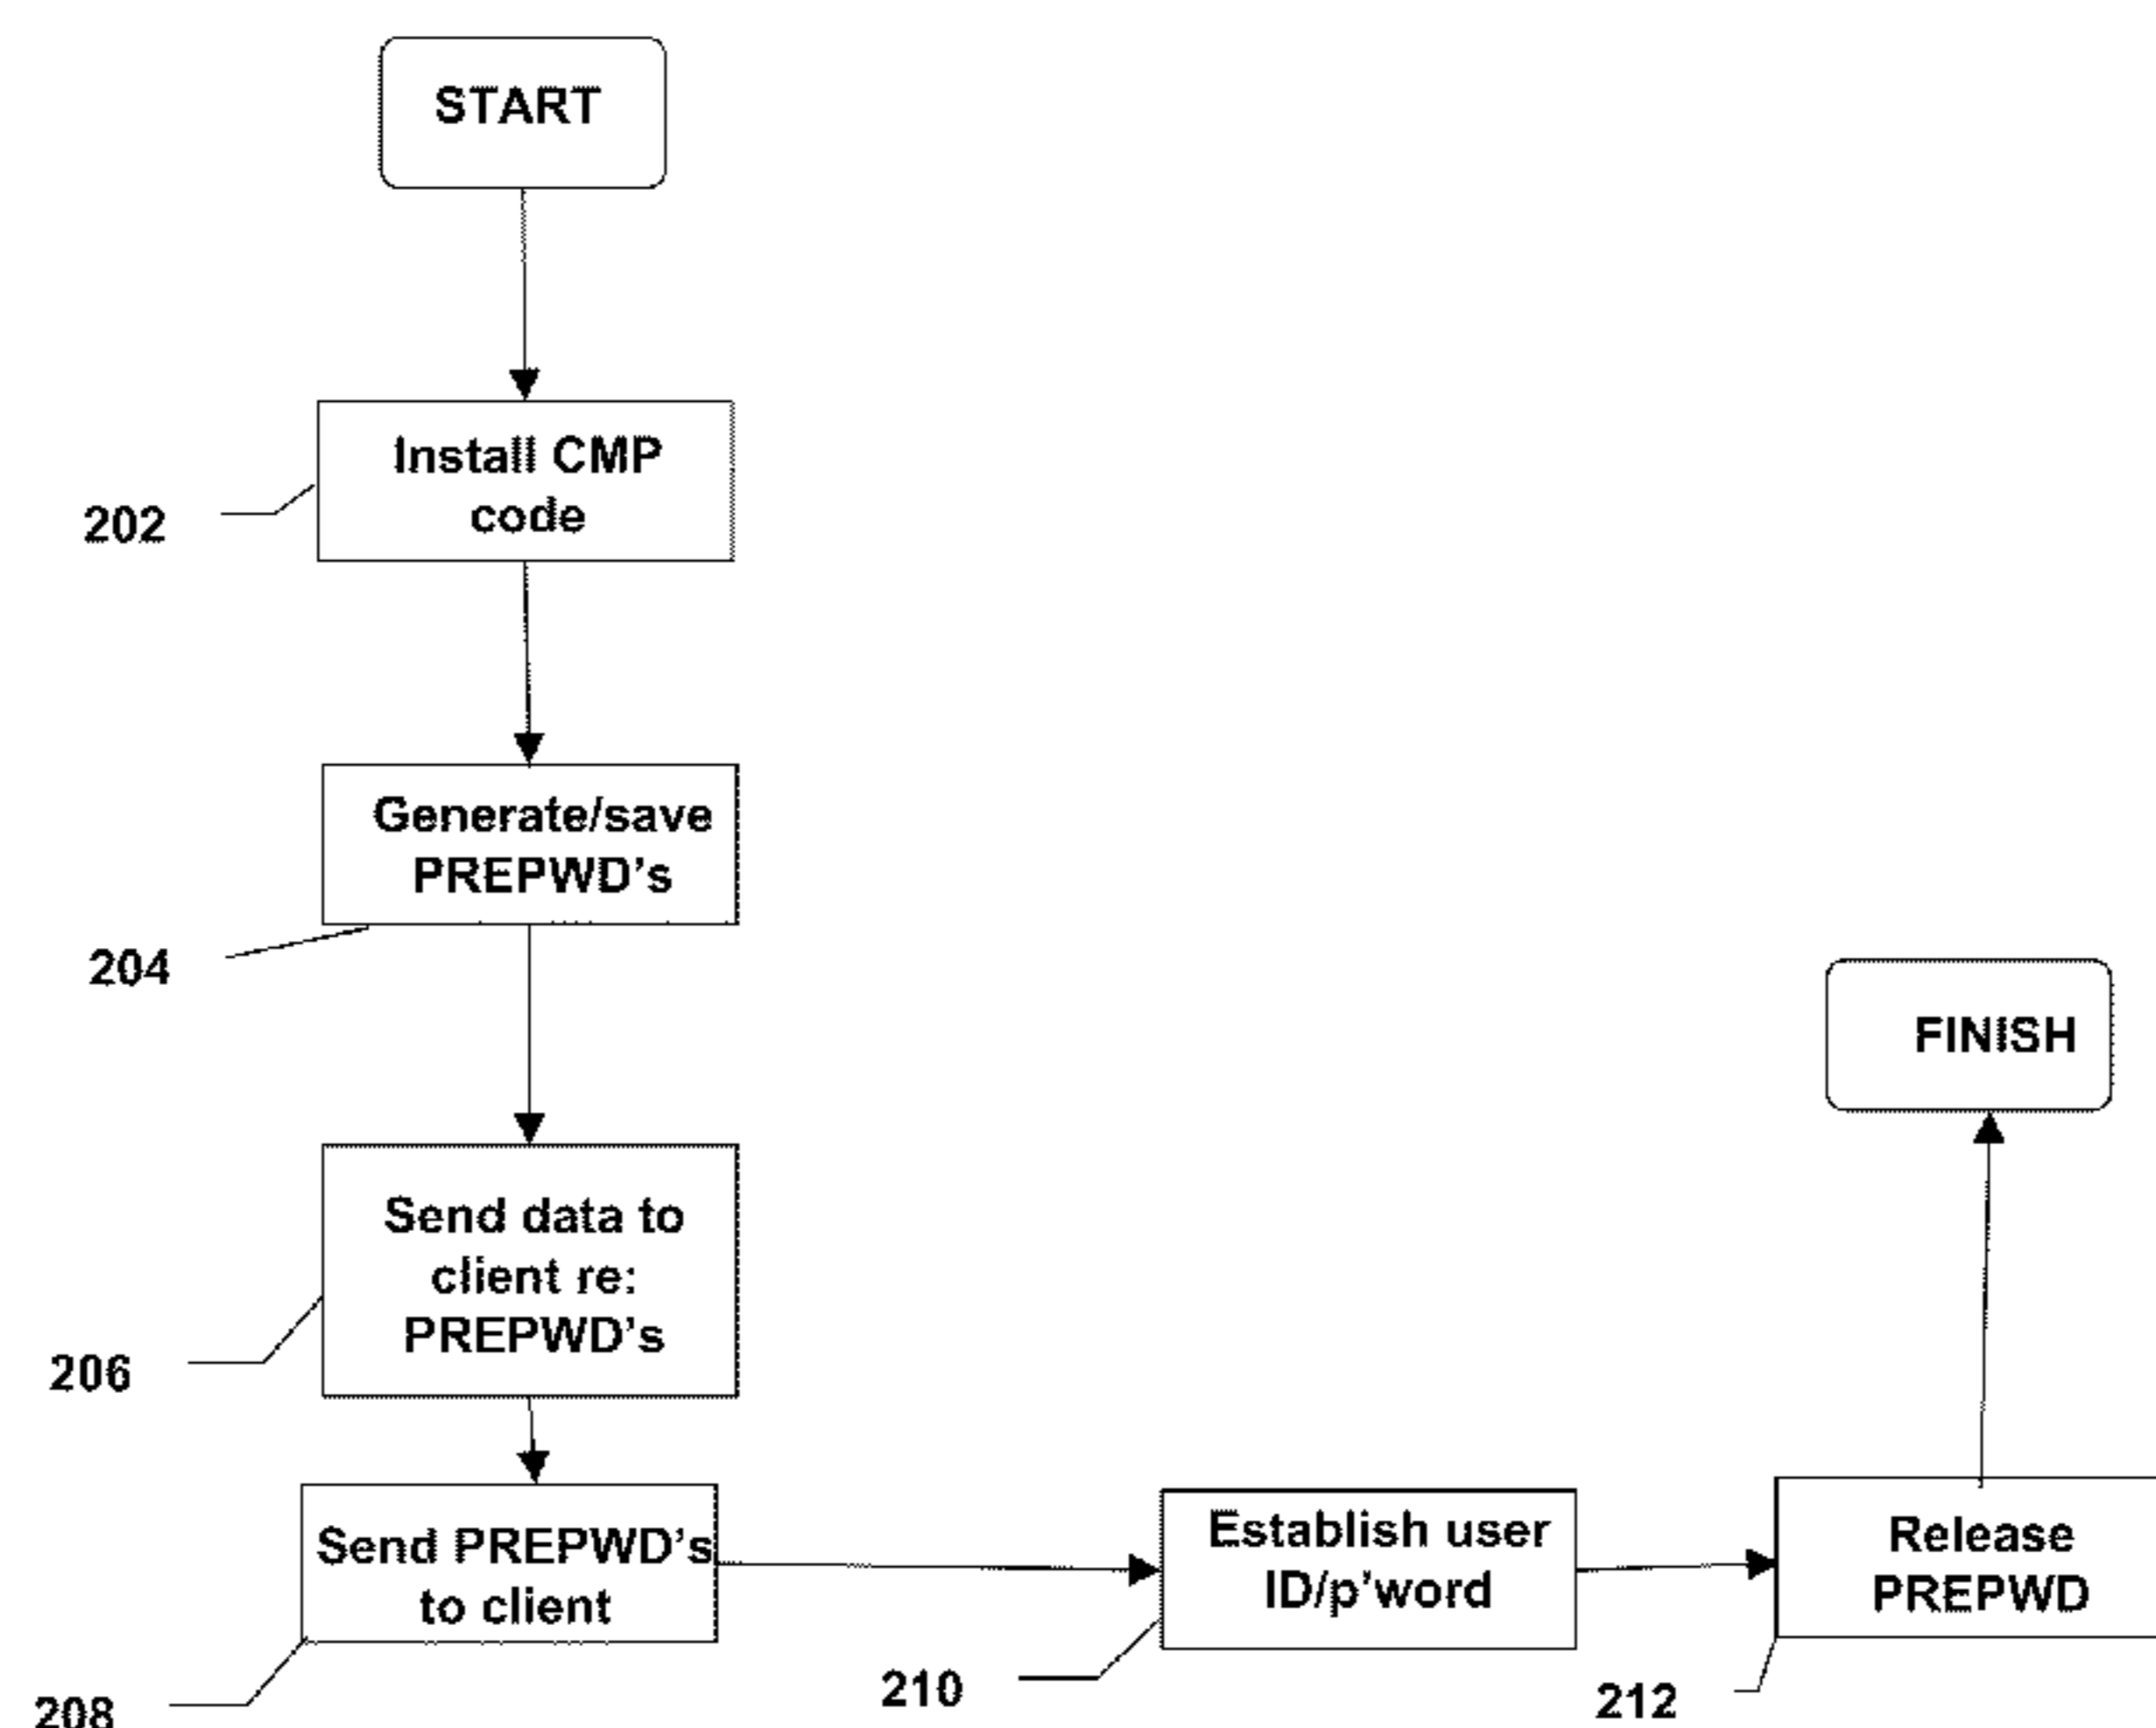 START
Install CMP
code
202
Generate/save
PREPWD's
204
FINISH
Send data to
client re:
PREPWD's
206
Send PREPWD's
to client
208
Establish user
ID/p'word
210
Release
PREPWD
212